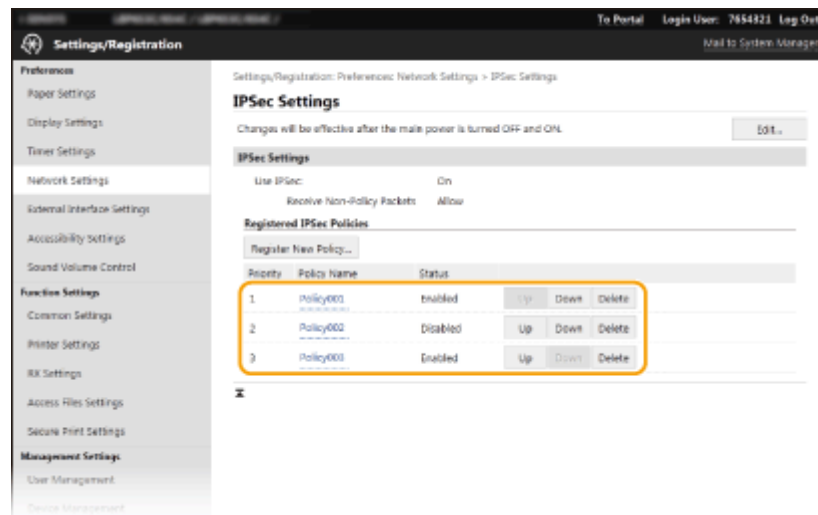 To Portal Login User: 7654321 Log Out
Settings/Registration
Mail to System Manager
Preferences
Paper Settings
Display Settings
Timer Settings
Network Settings
External Interface Settings
Accessibility Settings
Sound Volume Control
Function Settings
Common Settings
Printer Settings
RX Settings
Access Files Settings
Secure Print Settings
Management Settings
User Management
Device Management
Settings/Registration: Preferences: Network Settings > IPSec Settings
IPSec Settings
Changes will be effective after the main power is turned OFF and ON.
Edit...
IPSec Settings
Use IPSec: On
Receive Non-Policy Packets Allow
Registered IPSec Policies
Register New Policy...
Priority Policy Name Status
1 Policy001 Enabled Up Down Delete
2 Policy002 Disabled Up Down Delete
3 Policy003 Enabled Up Down Delete